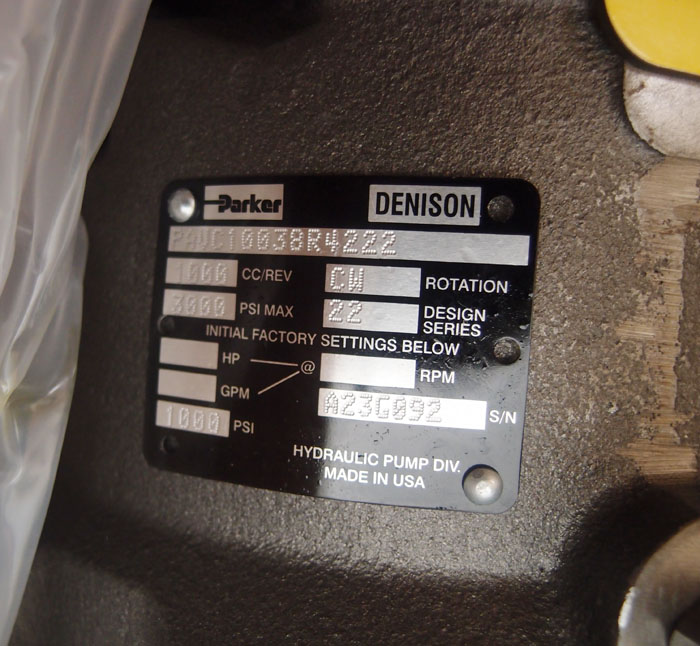 Parker DENISON
PAVC10038R4222
1000 CC/REV CW ROTATION
3000 PSI MAX 22 DESIGN SERIES
INITIAL FACTORY SETTINGS BELOW
HP @ RPM
GPM
A23G092 S/N
1000 PSI
HYDRAULIC PUMP DIV.
MADE IN USA